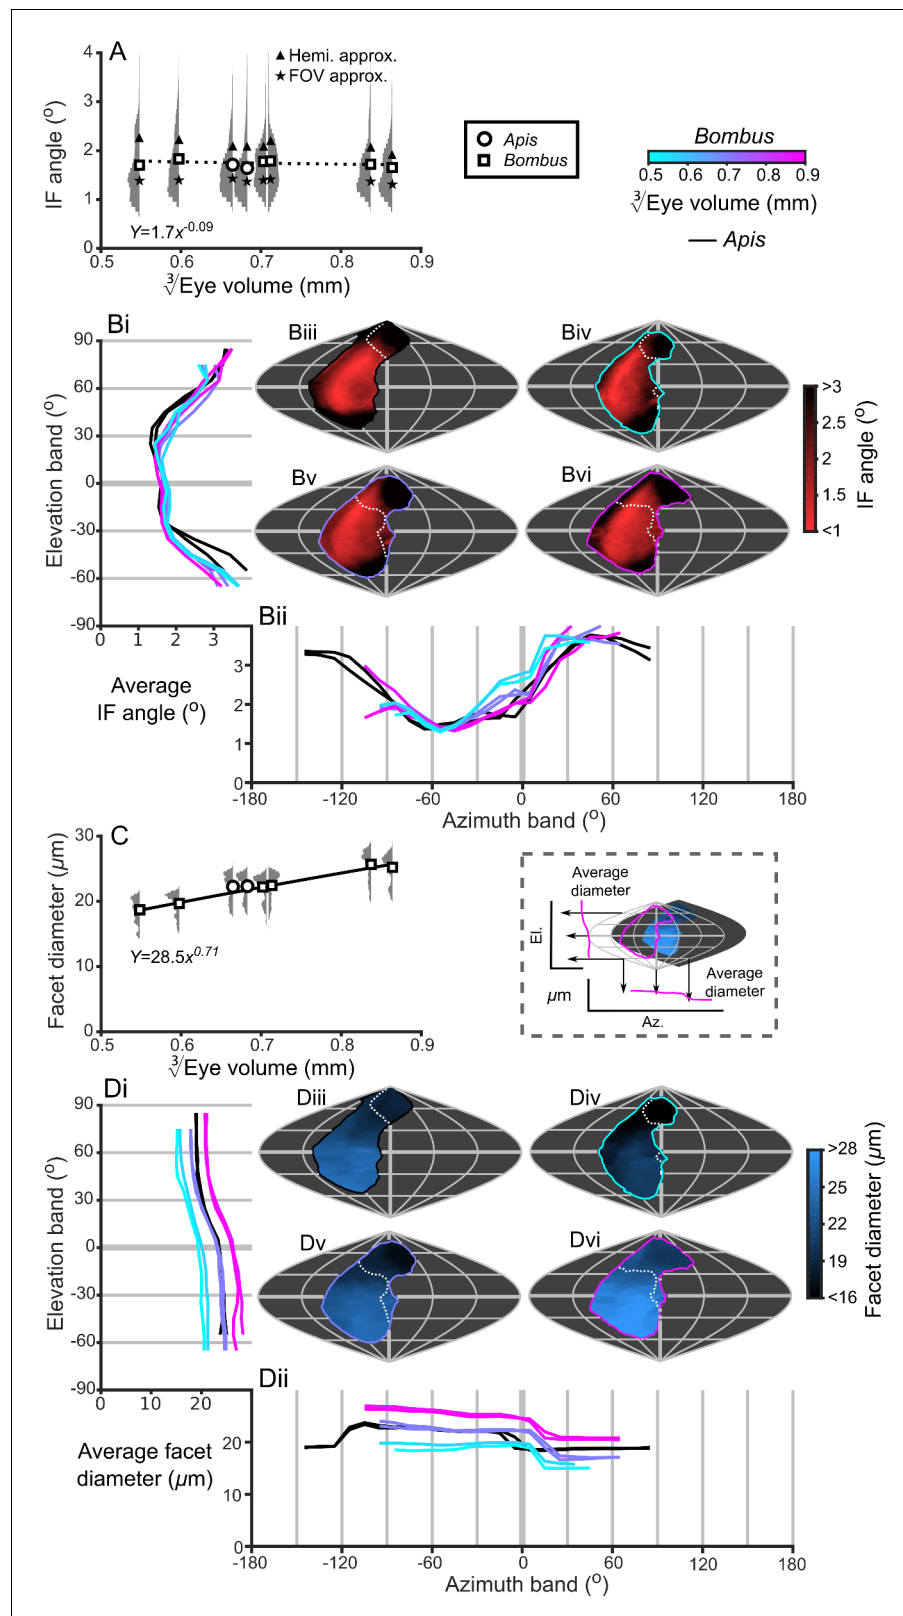 A
▲Hemi. approx.
★FOV approx.
4
3
2
1
0
IF angle (°)
Y=1.7x^-0.09
0.5
0.6
0.7
0.8
0.9
∛Eye volume (mm)
Apis
Bombus
Bombus
0.5
0.6
0.7
0.8
0.9
∛Eye volume (mm)
Apis
Bi
90
60
30
0
-30
-60
-90
Elevation band (°)
0
1
2
3
Biii
Biv
Bv
Bvi
>3
2.5
2
1.5
<1
IF angle (°)
Bii
Average
IF angle (°)
3
2
1
0
-180
-120
-60
0
60
120
180
Azimuth band (°)
C
30
20
10
0
Facet diameter (µm)
Y=28.5x^0.71
0.5
0.6
0.7
0.8
0.9
∛Eye volume (mm)
Average
diameter
El.
Average
diameter
µm
Az.
Di
90
60
30
0
-30
-60
-90
Elevation band (°)
0
10
20
Diii
Div
Dv
Dvi
>28
25
22
19
<16
Facet diameter (µm)
Dii
Average facet
diameter (µm)
20
10
0
-180
-120
-60
0
60
120
180
Azimuth band (°)